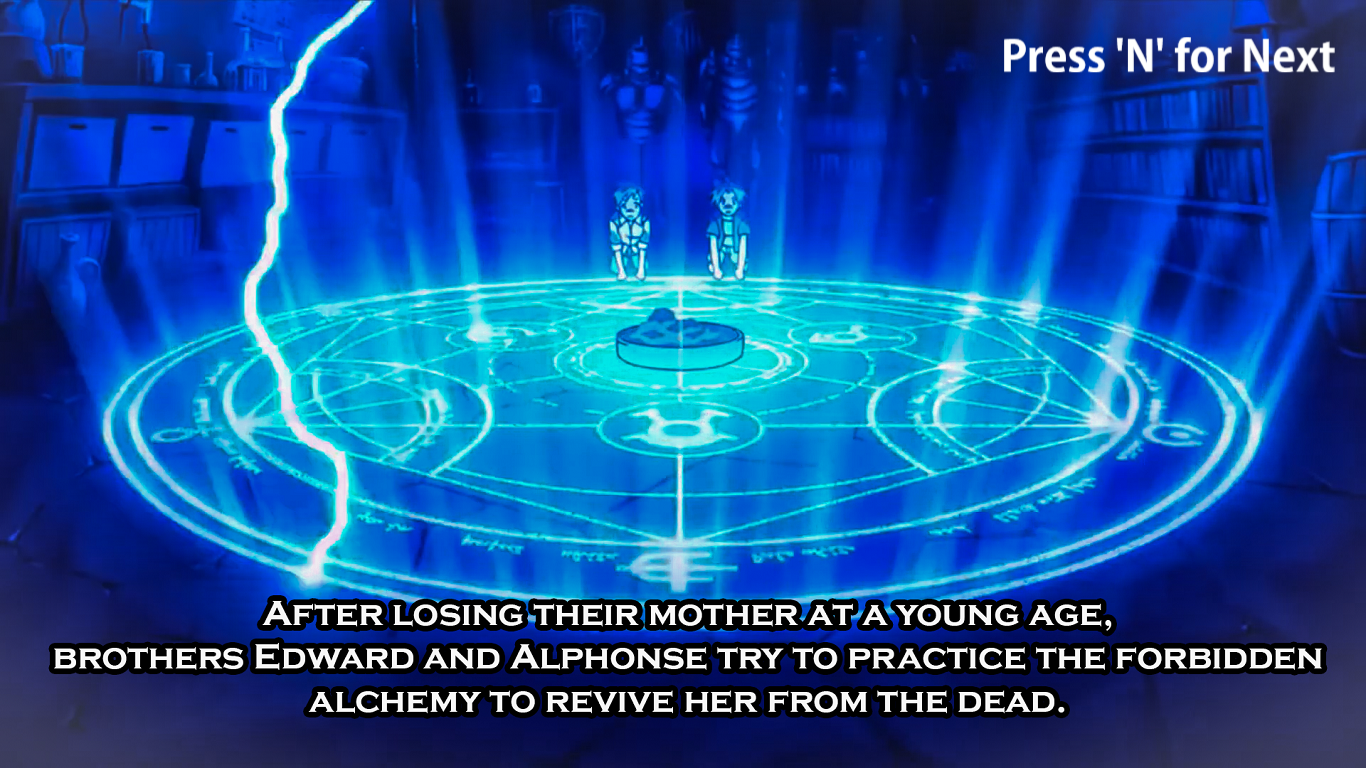 Press 'N' for Next
After losing their mother at a young age,
brothers Edward and Alphonse try to practice the forbidden
alchemy to revive her from the dead.